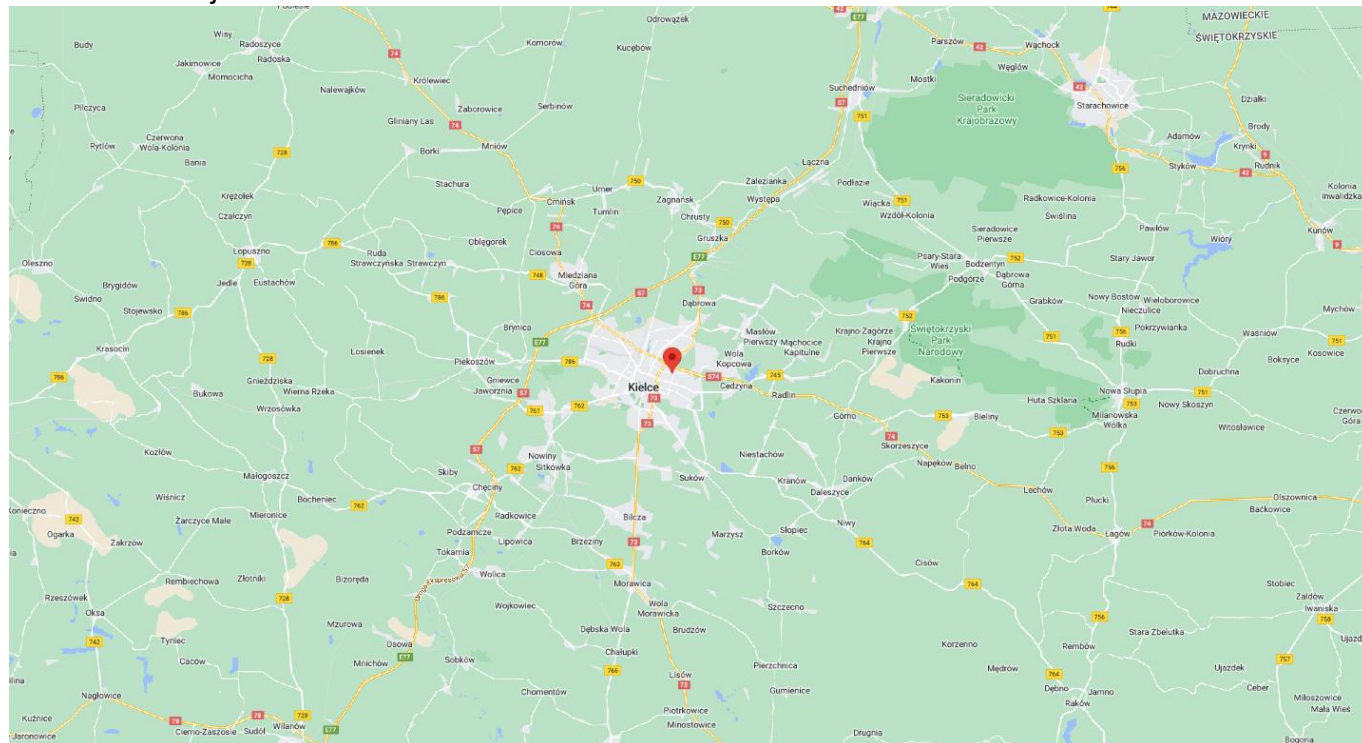 MAZOWIECKIE
ŚWIĘTOKRZYSKIE
Odrowążek
Wisy
Radoszyce
Radoska
Budy
Jakimowice
Momocicha
Komorów
Kucębów
Parszów
Wąchock
Węglów
Mostki
Suchedniów
Starachowice
Sieradowicki
Park
Krajobrazowy
Królewiec
Nalewajków
Zaborowice
Serbinów
Gliniany Las
Pilczyca
Czerwona
Wola-Kolonia
Rytlów
Bania
Borki
Mniów
Działki
Brody
Adamów
Krynki
Styków
Rudnik
Łączna
Zalezianka
Podłazie
Występa
Stachura
Umer
Ćmińsk
Tumlin
Zagnańsk
Chrusty
Pępice
Gruszka
Wiącka
Wzdół-Kolonia
Radkowice-Kolonia
Świślina
Kolonia
Inwalidzka
Krężołek
Czałczyn
Łopuszno
Ruda
Strawczyńska
Strawczyn
Oblęgorek
Ciosowa
Miedziana
Góra
Sieradowice
Pierwsze
Pawłów
Wióry
Kunów
Oleszno
Brygidów
Świdno
Stojewsko
Jedle
Eustachów
Psary-Stara
Wieś
Bodzentyn
Podgórze
Dąbrowa
Górna
Stary Jawor
Grabków
Nowy Bostów
Wieloborowice
Nieczulice
Mychów
Dąbrowa
Brynica
Masłów
Pierwszy
Mąchocice
Kapitulne
Krajno-Zagórze
Krajno
Pierwsze
Świętokrzyski
Park
Narodowy
Pokrzywianka
Rudki
Waśniów
Kosowice
Boksyce
Krasocin
Łosienek
Piekoszów
Wola
Kopcowa
Gnieździska
Wierna Rzeka
Bukowa
Wrzosówka
Gniewce
Jaworznia
Kielce
Cedzyna
Radlin
Kakonin
Dobruchna
Huta Szklana
Nowa Słupia
Nowy Skoszyn
Milanowska
Wólka
Witosławice
Czerwo
Góra
Górno
Bieliny
Skorzeszyce
Kozłów
Małogoszcz
Skiby
Nowiny
Sitkówka
Niestachów
Napęków
Belno
Wiśnicz
Bocheniec
Chęciny
Suków
Kranów
Danków
Daleszyce
Lechów
Płucki
Olszownica
Baćkowice
Konieczno
Ogarka
Żarczyce Małe
Mieronice
Radkowice
Bilcza
Niwy
Złota Woda
Łagów
Piórków-Kolonia
Zakrzów
Podzamcze
Lipowica
Brzeziny
Marzysz
Słopiec
Borków
Tokarnia
Cisów
Rembiechowa
Złotniki
Bizoręda
Wolica
Morawica
Droga Ekspresowa S7
Rzeszówek
Oksa
Wojkowiec
Wola
Morawicka
Szczecno
Stobiec
Zaldów
Iwaniska
Tyniec
Mzurowa
Dębska Wola
Brudzów
Korzenno
Rembów
Stara Zbelutka
Caców
Osowa
Mnichów
Sobków
Chałupki
Pierzchnica
Mędrów
Ujazdek
Ujazd
Nagłowice
Chomentów
Lisów
Gumienice
Dębno
Jamno
Raków
Ceber
Miłoszowice
Mała Wieś
Kuźnice
Jaronowice
Ciemo-Zaszosie
Sudół
Wilanów
Piotrkowice
Minostowice
Drugnia
Bogoria